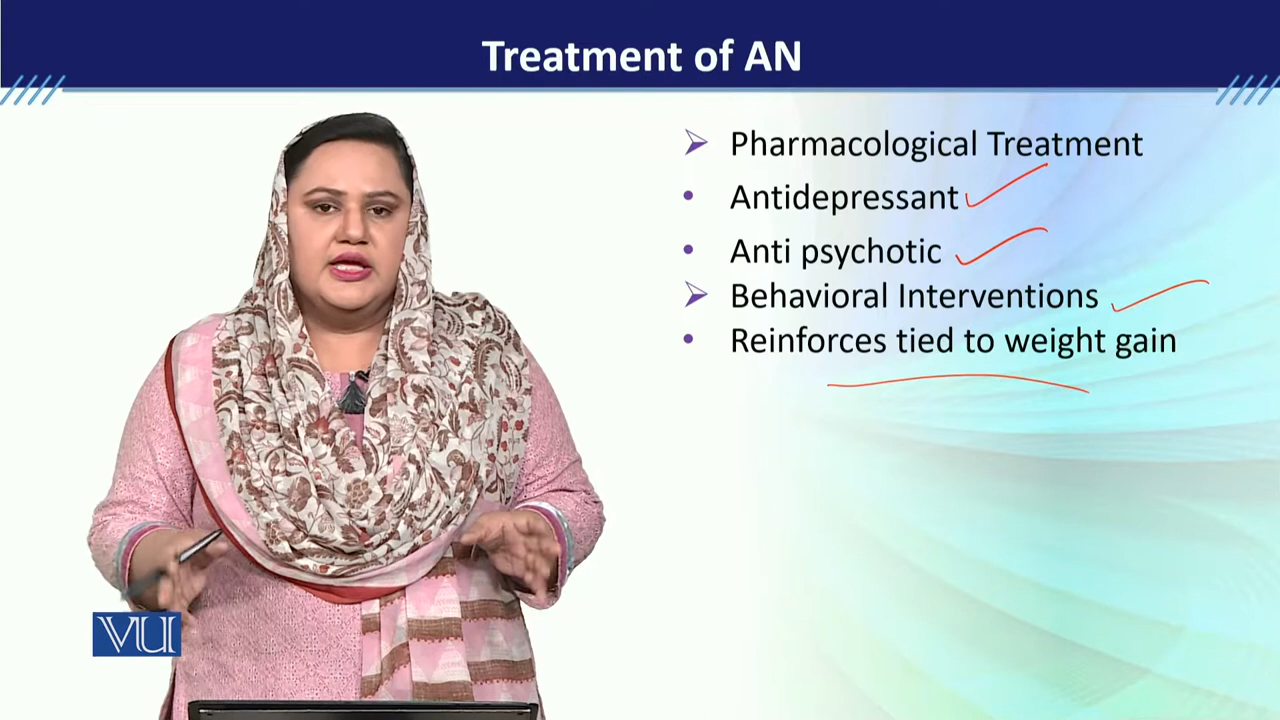 Treatment of AN
Pharmacological Treatment
Antidepressant
Anti psychotic
Behavioral Interventions
Reinforces tied to weight gain
VU